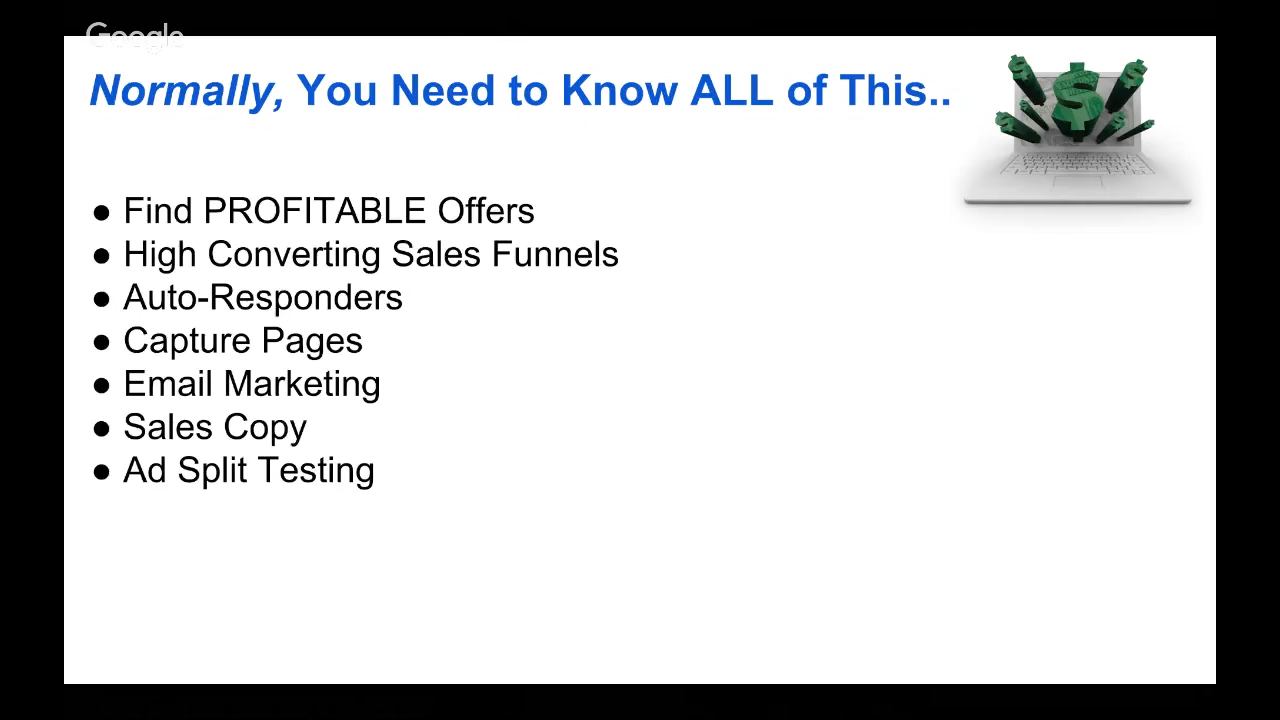 Google
Normally, You Need to Know ALL of This..
● Find PROFITABLE Offers
● High Converting Sales Funnels
● Auto-Responders
● Capture Pages
● Email Marketing
● Sales Copy
● Ad Split Testing